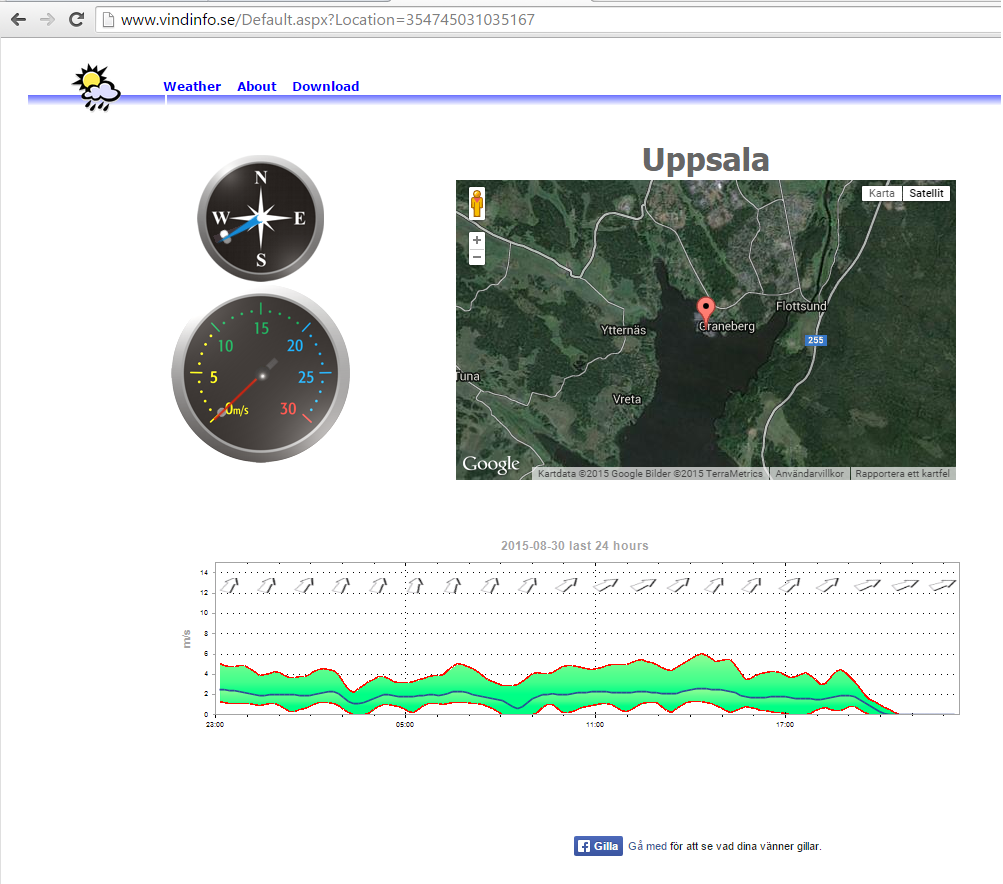 www.vindinfo.se/Default.aspx?Location=354745031035167
Weather About Download
N
W E
S
15
10 20
5 25
0m/s 30
Uppsala
Karta Satellit
+
−
Flottsund
Graneberg
Ytternäs
255
Tuna
Vreta
Google
Kartdata ©2015 Google Bilder ©2015 TerraMetrics Användarvillkor Rapportera ett kartfel
2015-08-30 last 24 hours
m/s
14
12
10
8
6
4
2
0
23:00 05:00 11:00 17:00
f Gilla Gå med för att se vad dina vänner gillar.